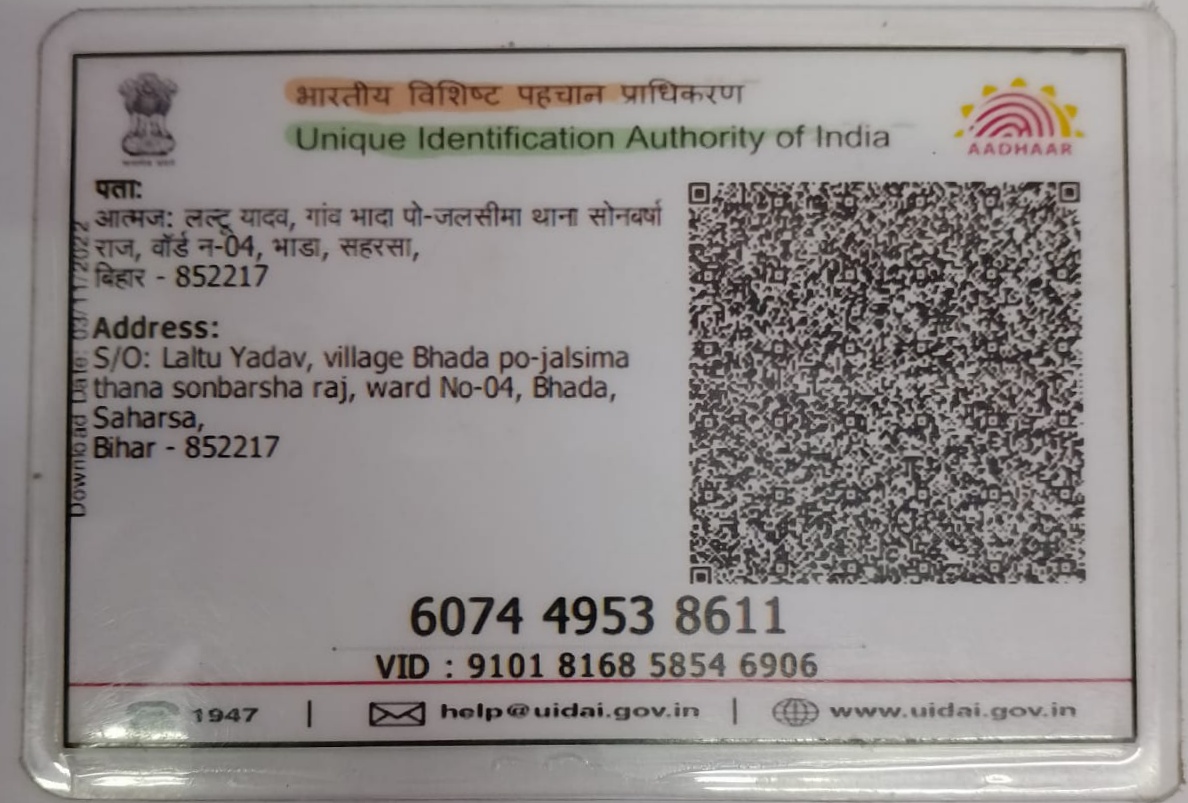 भारतीय विशिष्ट पहचान प्राधिकरण
Unique Identification Authority of India
AADHAAR
पता:
आत्मज: लल्टू यादव, गांव भादा पो-जलसीमा थाना सोनबर्षा
राज, वॉर्ड न-04, भाडा, सहरसा,
बिहार - 852217
Address:
S/O: Laltu Yadav, village Bhada po-jalsima
thana sonbarsha raj, ward No-04, Bhada,
Saharsa,
Bihar - 852217
Download Date: 03/11/2022
6074 4953 8611
VID : 9101 8168 5854 6906
1947 | help@uidai.gov.in | www.uidai.gov.in